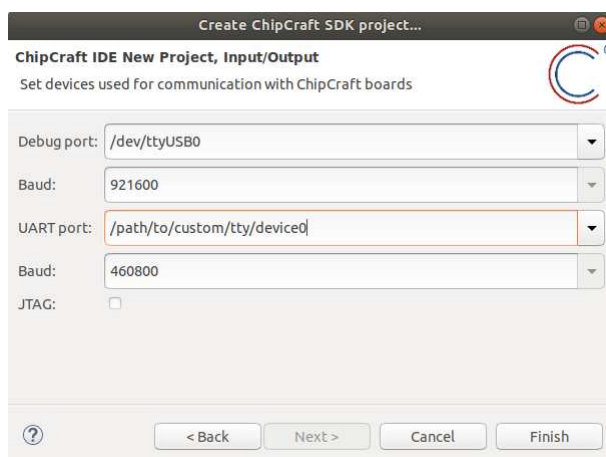 Create ChipCraft SDK project...
ChipCraft IDE New Project, Input/Output
Set devices used for communication with ChipCraft boards
Debug port: /dev/ttyUSB0
Baud: 921600
UART port: /path/to/custom/tty/device0
Baud: 460800
JTAG:
? < Back Next > Cancel Finish